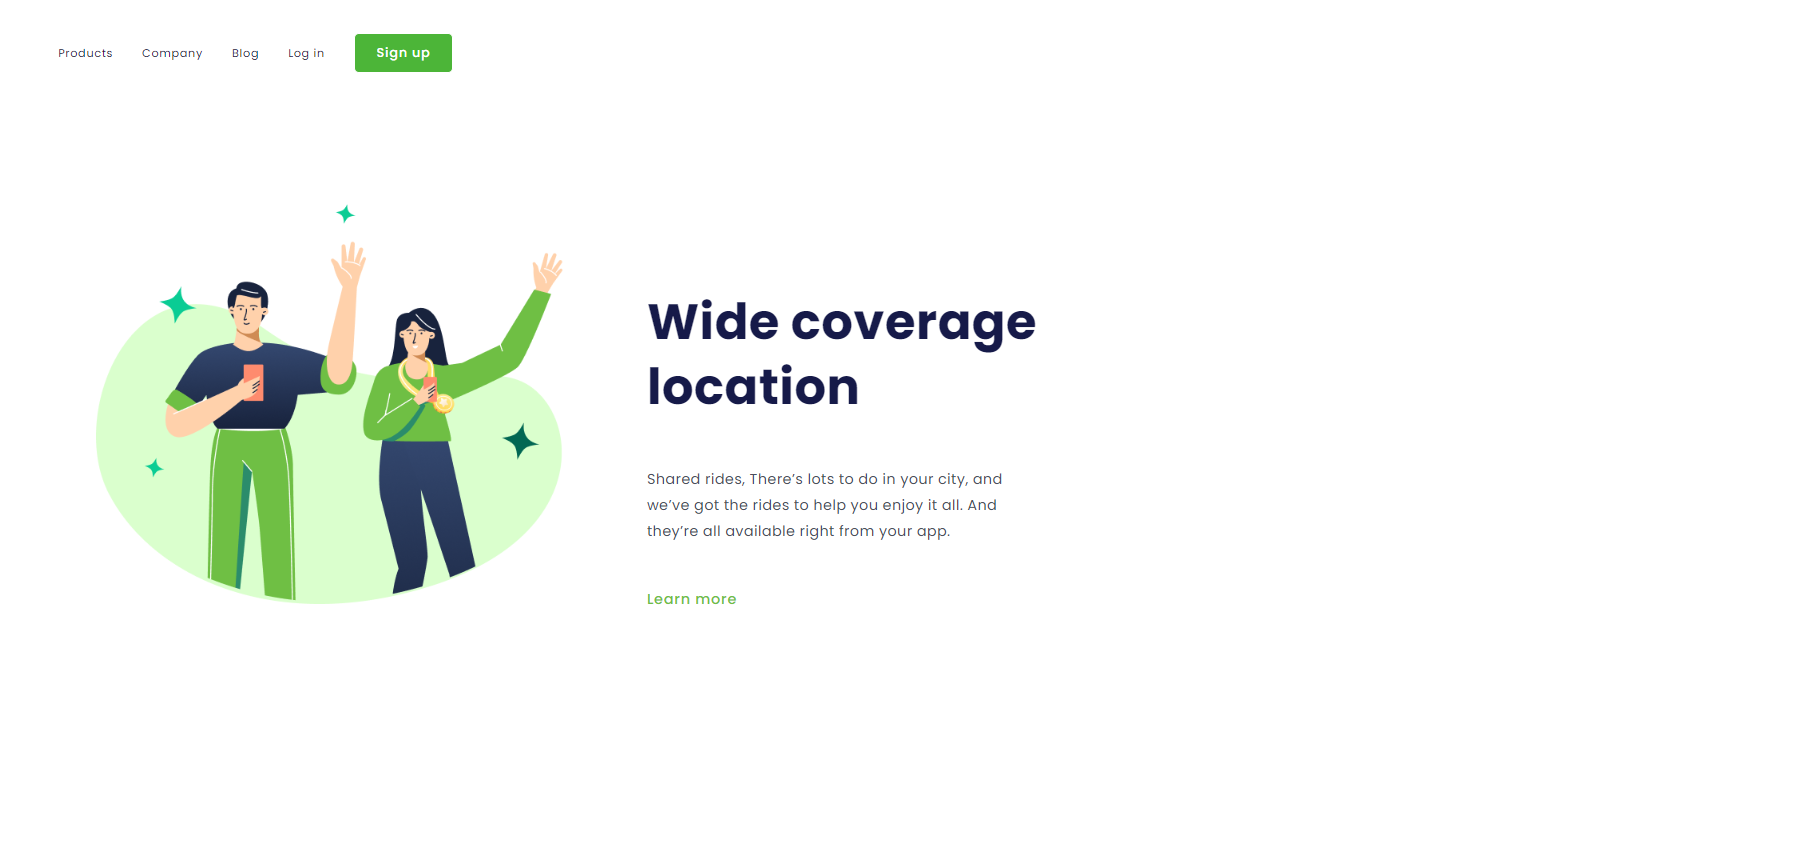 Products Company Blog Log in Sign up
Wide coverage
location
Shared rides, There’s lots to do in your city, and
we’ve got the rides to help you enjoy it all. And
they’re all available right from your app.
Learn more